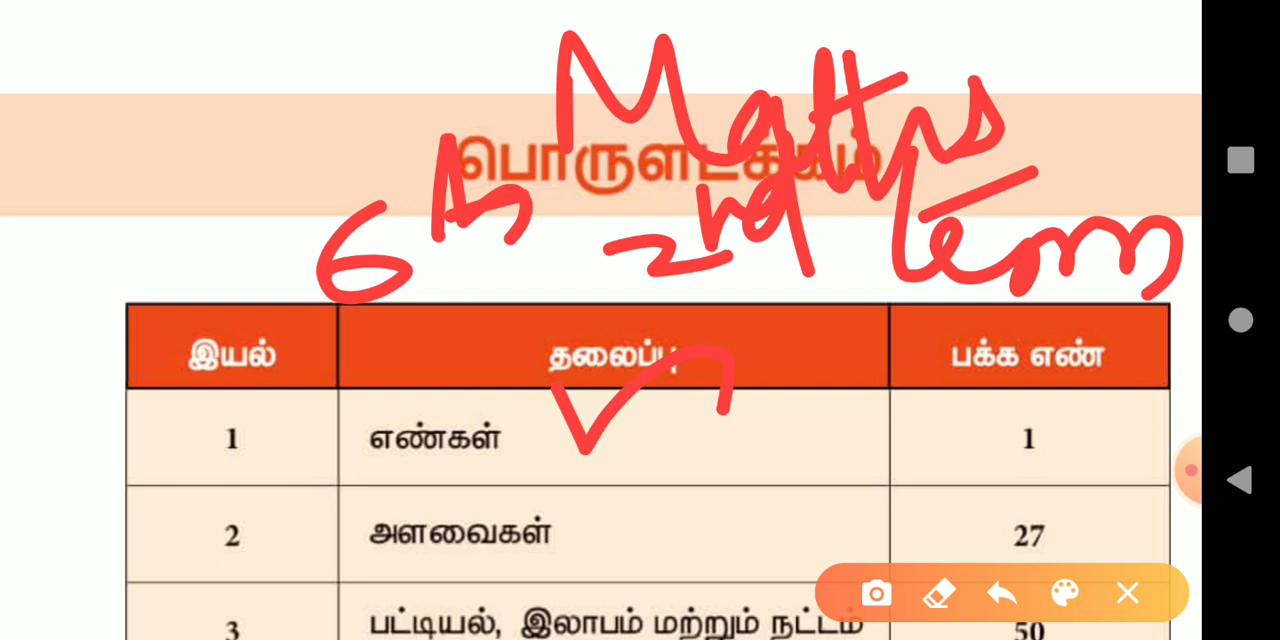 Maths
பொருளடக்கம்
6th 2nd term
இயல் தலைப்பு பக்க எண்
1 எண்கள் 1
2 அளவைகள் 27
3 பட்டியல், இலாபம் மற்றும் நட்டம் 50